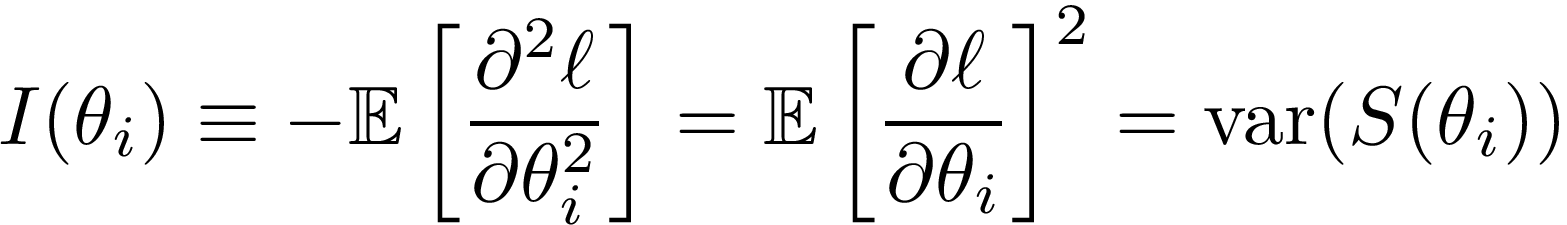 I(θ_i) ≡ −𝔼 [∂²ℓ/∂θ_i²] = 𝔼 [∂ℓ/∂θ_i]² = var(S(θ_i))